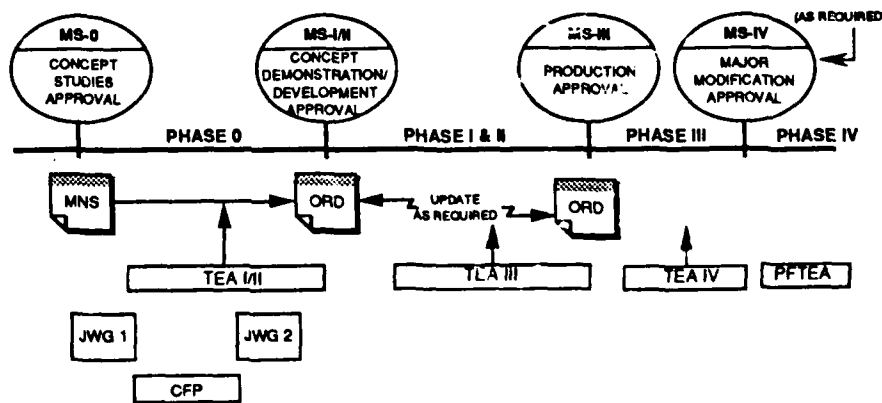 (AS REQUIRED)
MS-0
CONCEPT
STUDIES
APPROVAL
MS-I/II
CONCEPT
DEMONSTRATION/
DEVELOPMENT
APPROVAL
MS-III
PRODUCTION
APPROVAL
MS-IV
MAJOR
MODIFICATION
APPROVAL
PHASE 0
PHASE I & II
PHASE III
PHASE IV
MNS
ORD
UPDATE
AS REQUIRED
ORD
TEA I/II
TEA III
TEA IV
PFTEA
JWG 1
JWG 2
CFP